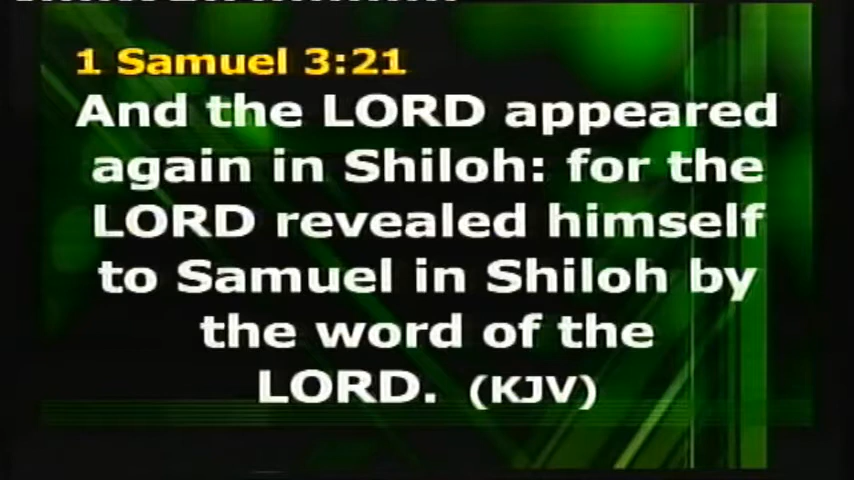 1 Samuel 3:21
And the LORD appeared
again in Shiloh: for the
LORD revealed himself
to Samuel in Shiloh by
the word of the
LORD. (KJV)